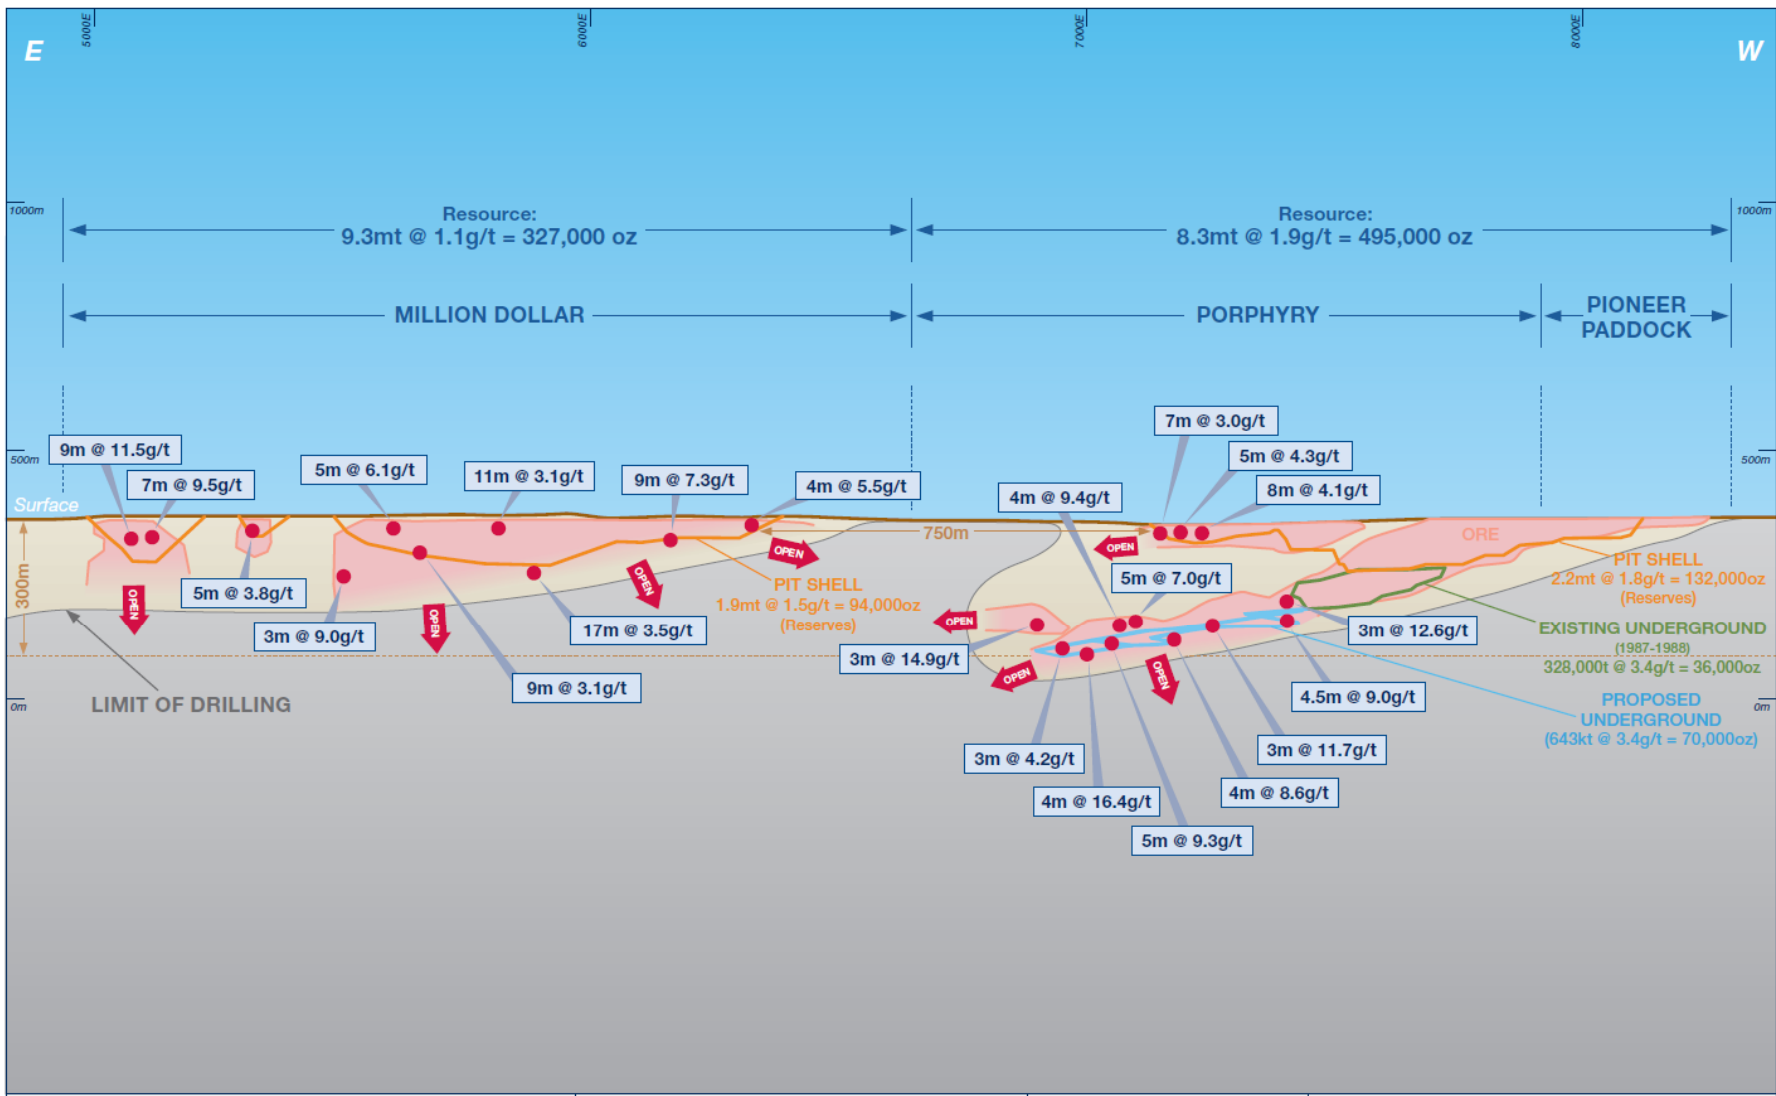 5000E
6000E
7000E
8000E
E
W
1000m
1000m
Resource:
9.3mt @ 1.1g/t = 327,000 oz
Resource:
8.3mt @ 1.9g/t = 495,000 oz
MILLION DOLLAR
PORPHYRY
PIONEER
PADDOCK
500m
500m
Surface
9m @ 11.5g/t
7m @ 9.5g/t
5m @ 6.1g/t
11m @ 3.1g/t
9m @ 7.3g/t
4m @ 5.5g/t
4m @ 9.4g/t
7m @ 3.0g/t
5m @ 4.3g/t
8m @ 4.1g/t
750m
ORE
300m
OPEN
OPEN
OPEN
OPEN
OPEN
OPEN
OPEN
OPEN
5m @ 3.8g/t
3m @ 9.0g/t
17m @ 3.5g/t
9m @ 3.1g/t
PIT SHELL
1.9mt @ 1.5g/t = 94,000oz
(Reserves)
5m @ 7.0g/t
3m @ 14.9g/t
PIT SHELL
2.2mt @ 1.8g/t = 132,000oz
(Reserves)
3m @ 12.6g/t
EXISTING UNDERGROUND
(1987-1988)
328,000t @ 3.4g/t = 36,000oz
4.5m @ 9.0g/t
PROPOSED
UNDERGROUND
(643kt @ 3.4g/t = 70,000oz)
LIMIT OF DRILLING
0m
0m
3m @ 4.2g/t
3m @ 11.7g/t
4m @ 16.4g/t
4m @ 8.6g/t
5m @ 9.3g/t